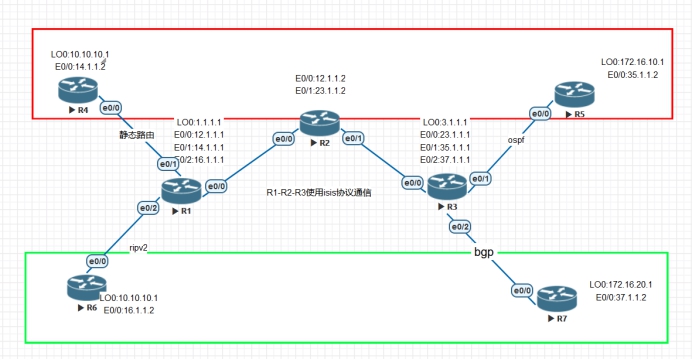 LO0:10.10.10.1
E0/0:14.1.1.2
e0/0
R4
静态路由
E0/0:12.1.1.2
E0/1:23.1.1.2
e0/0
R2
e0/1
LO0:172.16.10.1
E0/0:35.1.1.2
e0/0
R5
ospf
LO0:1.1.1.1
E0/0:12.1.1.1
E0/1:14.1.1.1
E0/2:16.1.1.1
e0/1
e0/0
R1
e0/2
LO0:3.1.1.1
E0/0:23.1.1.1
E0/1:35.1.1.1
E0/2:37.1.1.1
e0/0
e0/1
R3
e0/2
R1-R2-R3使用isis协议通信
ripv2
e0/0
R6
LO0:10.10.10.1
E0/0:16.1.1.2
bgp
e0/0
R7
LO0:172.16.20.1
E0/0:37.1.1.2